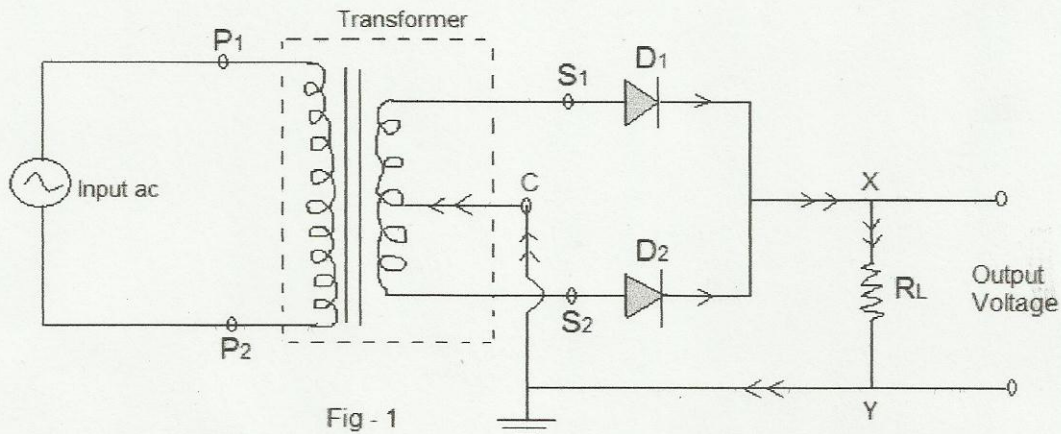 Transformer
P1
S1
D1
Input ac
C
X
D2
RL
Output
Voltage
S2
P2
Y
Fig - 1